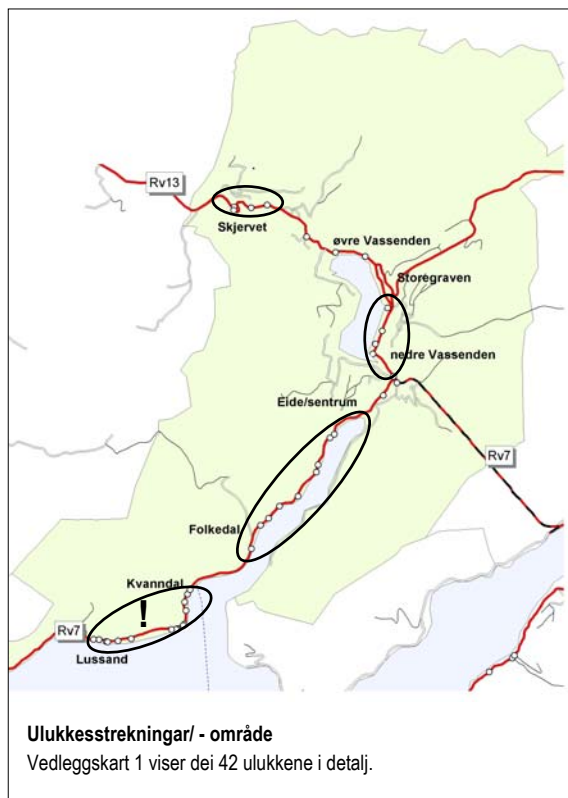 Rv13
Skjervet
øvre Vassenden
Storegraven
nedre Vassenden
Eide/sentrum
Rv7
Folkedal
Kvanndal
!
Rv7
Lussand
Ulukkesstrekningar/ - område
Vedleggskart 1 viser dei 42 ulukkene i detalj.